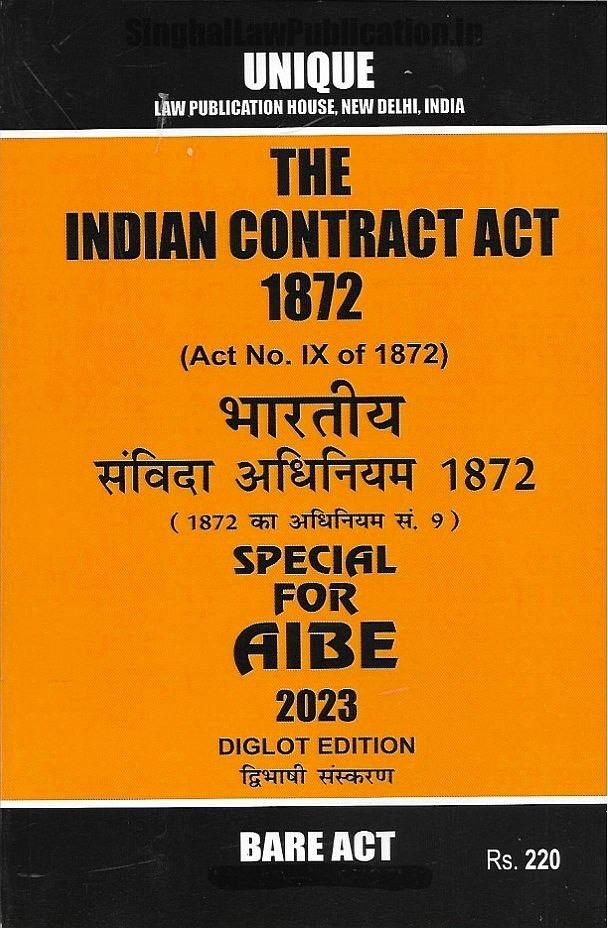 SinghalLawPublication.in
UNIQUE
LAW PUBLICATION HOUSE, NEW DELHI, INDIA
THE
INDIAN CONTRACT ACT
1872
(Act No. IX of 1872)
भारतीय
संविदा अधिनियम 1872
( 1872 का अधिनियम सं. 9 )
SPECIAL
FOR
AIBE
2023
DIGLOT EDITION
द्विभाषी संस्करण
BARE ACT
Rs. 220